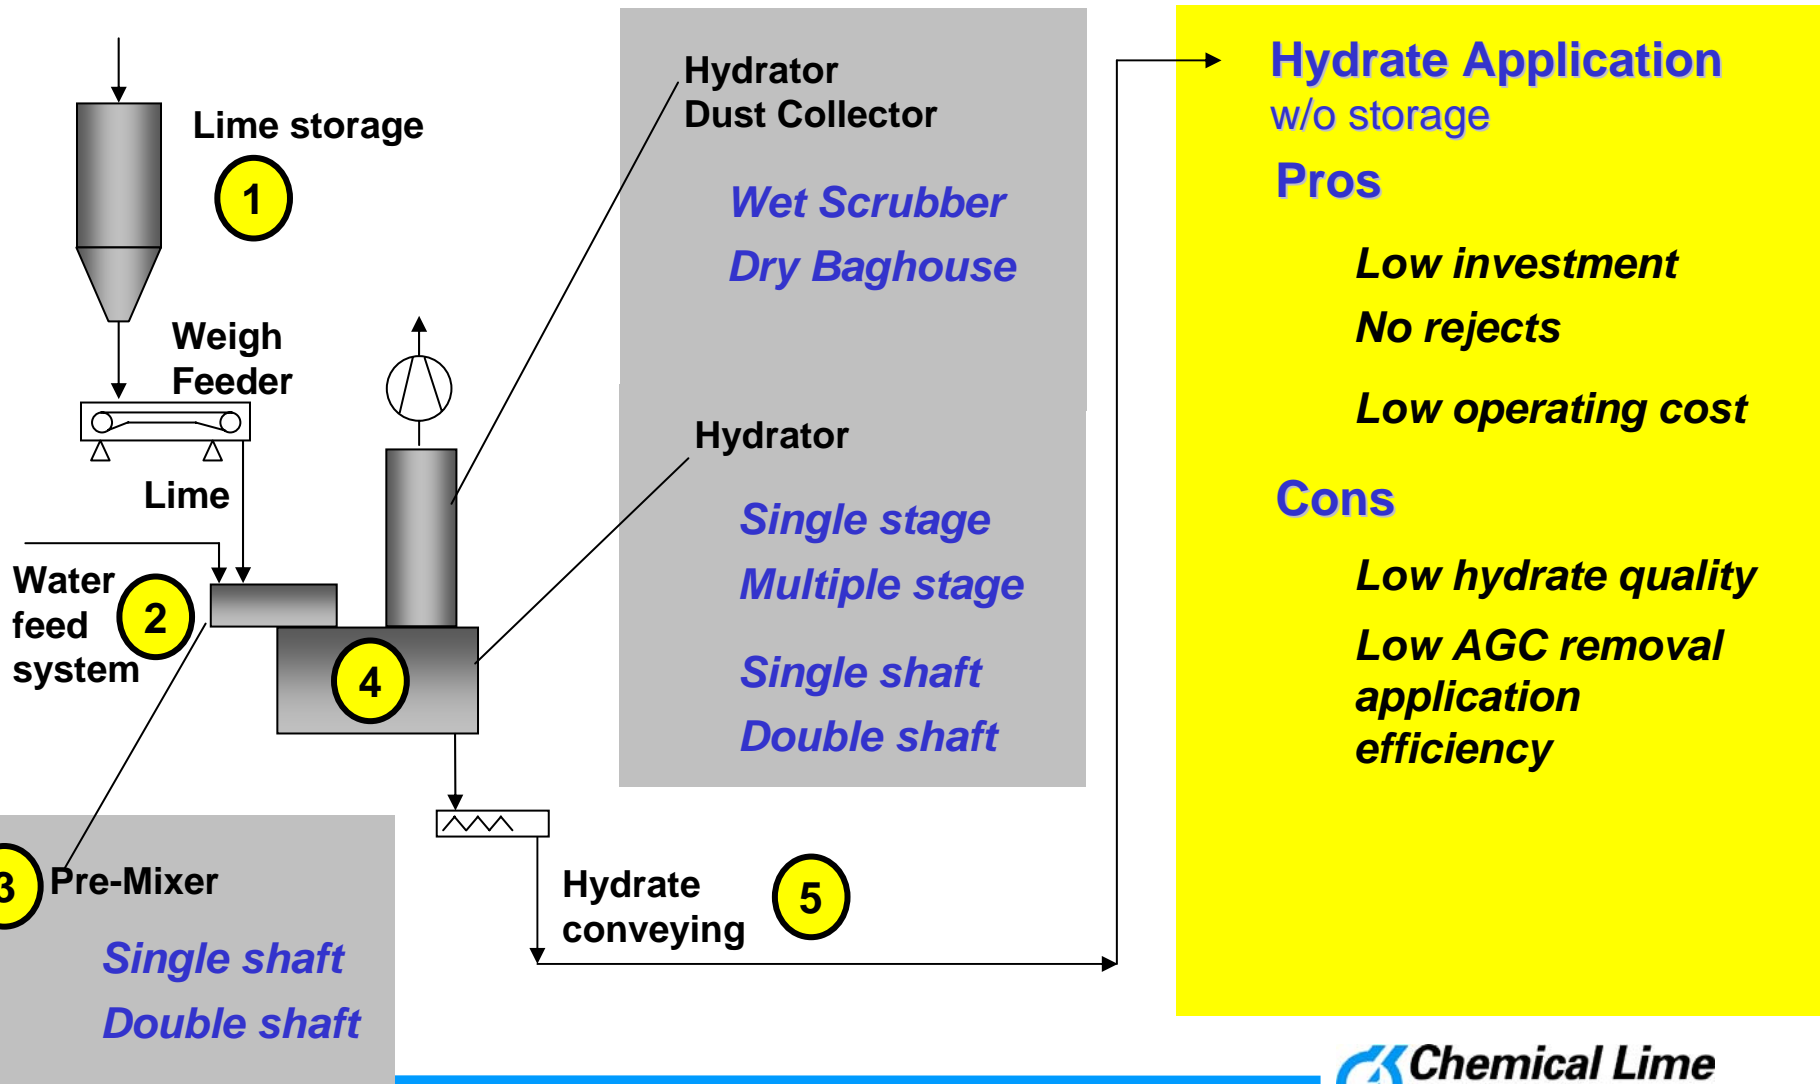 Lime storage
1
Weigh
Feeder
Lime
Water
feed
system
2
4
3
Pre-Mixer
Single shaft
Double shaft
Hydrator
Dust Collector
Wet Scrubber
Dry Baghouse
Hydrator
Single stage
Multiple stage
Single shaft
Double shaft
Hydrate
conveying
5
Hydrate Application
w/o storage
Pros
Low investment
No rejects
Low operating cost
Cons
Low hydrate quality
Low AGC removal
application
efficiency
Chemical Lime